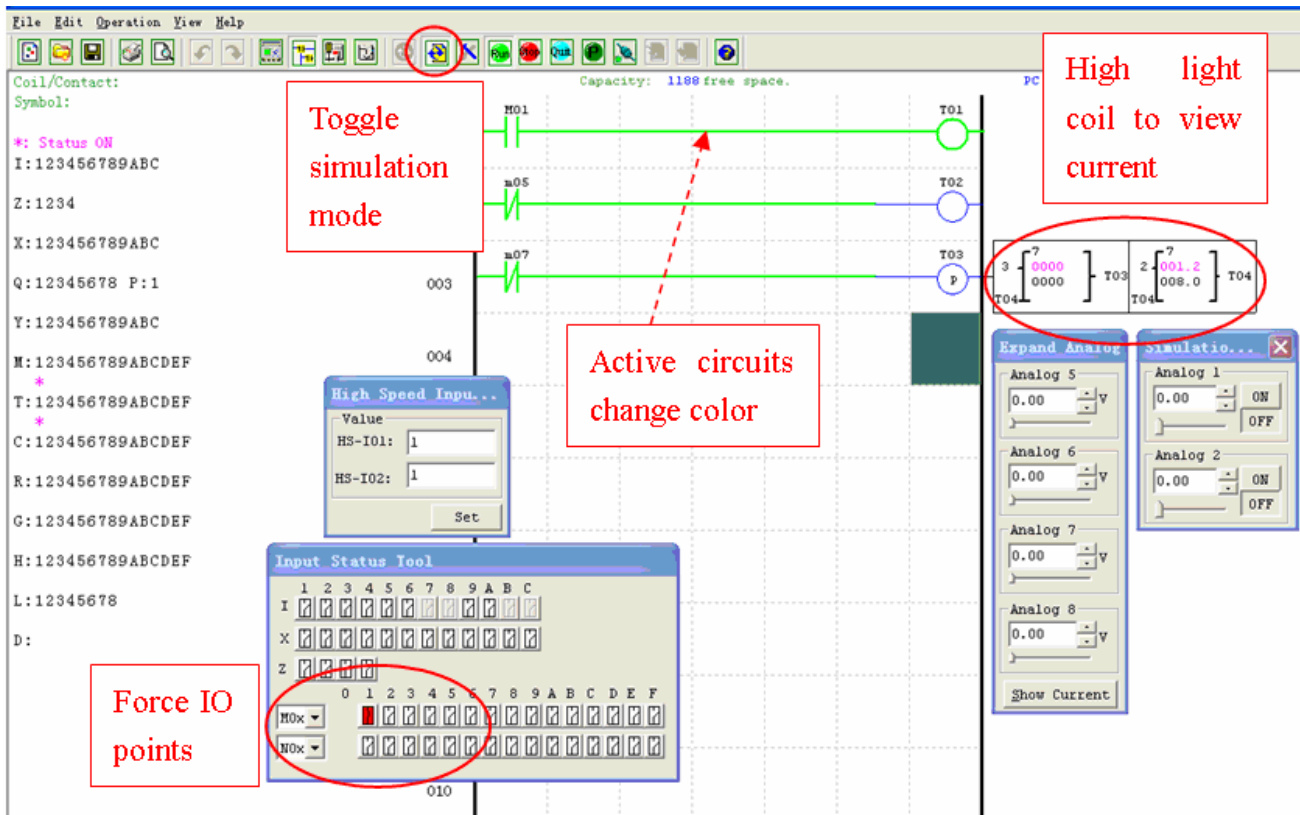 File Edit Operation View Help
Run Stop Quit P
Coil/Contact:
Capacity: 1188 free space.
PC
Symbol:
*: Status ON
I:123456789ABC
Z:1234
X:123456789ABC
Q:12345678 P:1
Y:123456789ABC
M:123456789ABCDEF
*
T:123456789ABCDEF
*
C:123456789ABCDEF
R:123456789ABCDEF
G:123456789ABCDEF
H:123456789ABCDEF
L:12345678
D:
Toggle
simulation
mode
High light
coil to view
current
M01
T01
m05
T02
003
m07
T03
P
004
010
7
3 0000
0000
T04
T03
7
2 001.2
008.0
T04
T04
Active circuits
change color
High Speed Inpu...
Value
HS-I01: 1
HS-I02: 1
Set
Expand Analog
Analog 5
0.00 V
Analog 6
0.00 V
Analog 7
0.00 V
Analog 8
0.00 V
Show Current
Simulatio...
Analog 1
0.00 ON
OFF
Analog 2
0.00 ON
OFF
Input Status Tool
1 2 3 4 5 6 7 8 9 A B C
I
X
Z
0 1 2 3 4 5 6 7 8 9 A B C D E F
M0x
N0x
Force IO
points